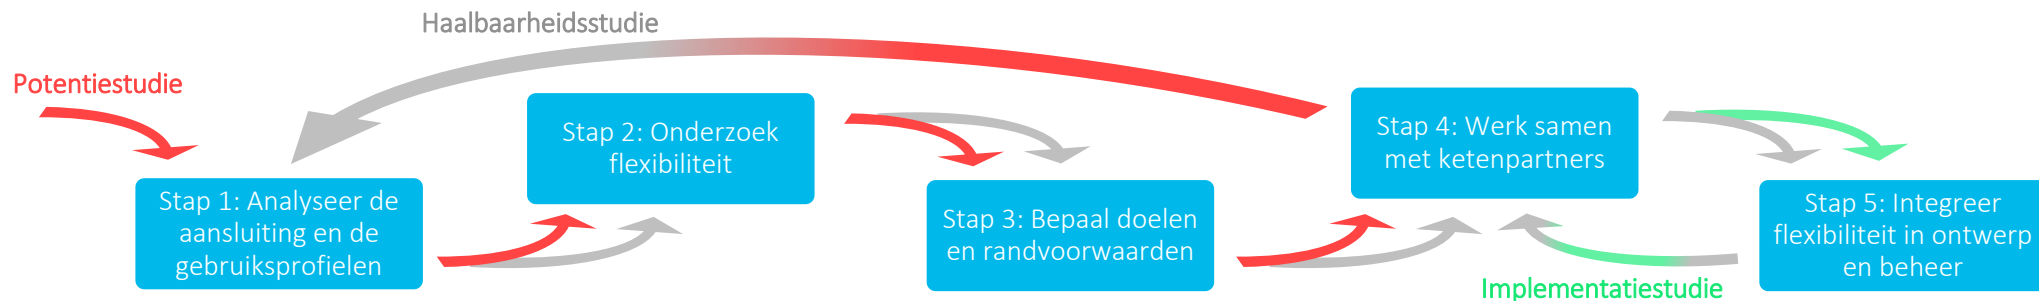 Haalbaarheidsstudie
Potentiestudie
Stap 1: Analyseer de
aansluiting en de
gebruiksprofielen
Stap 2: Onderzoek
flexibiliteit
Stap 3: Bepaal doelen
en randvoorwaarden
Stap 4: Werk samen
met ketenpartners
Stap 5: Integreer
flexibiliteit in ontwerp
en beheer
Implementatiestudie